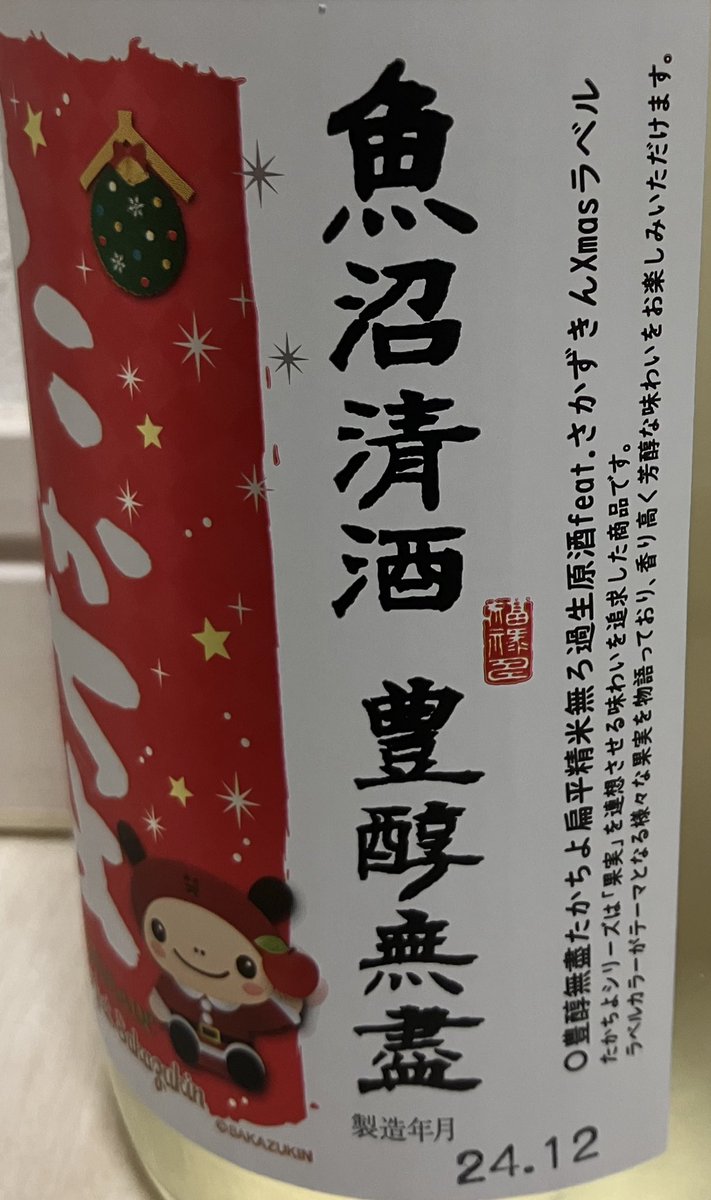 魚沼清酒 豊醇無盡
○豊醇無盡たかちよ扁平精米無ろ過生原酒feat.さかずきんXmasラベル
たかちよシリーズは「果実」を連想させる味わいを追求した商品です。
ラベルカラーがテーマとなる様々な果実を物語っており、香り高く芳醇な味わいをお楽しみいただけます。
©BAKAZUKIN
製造年月
24.12